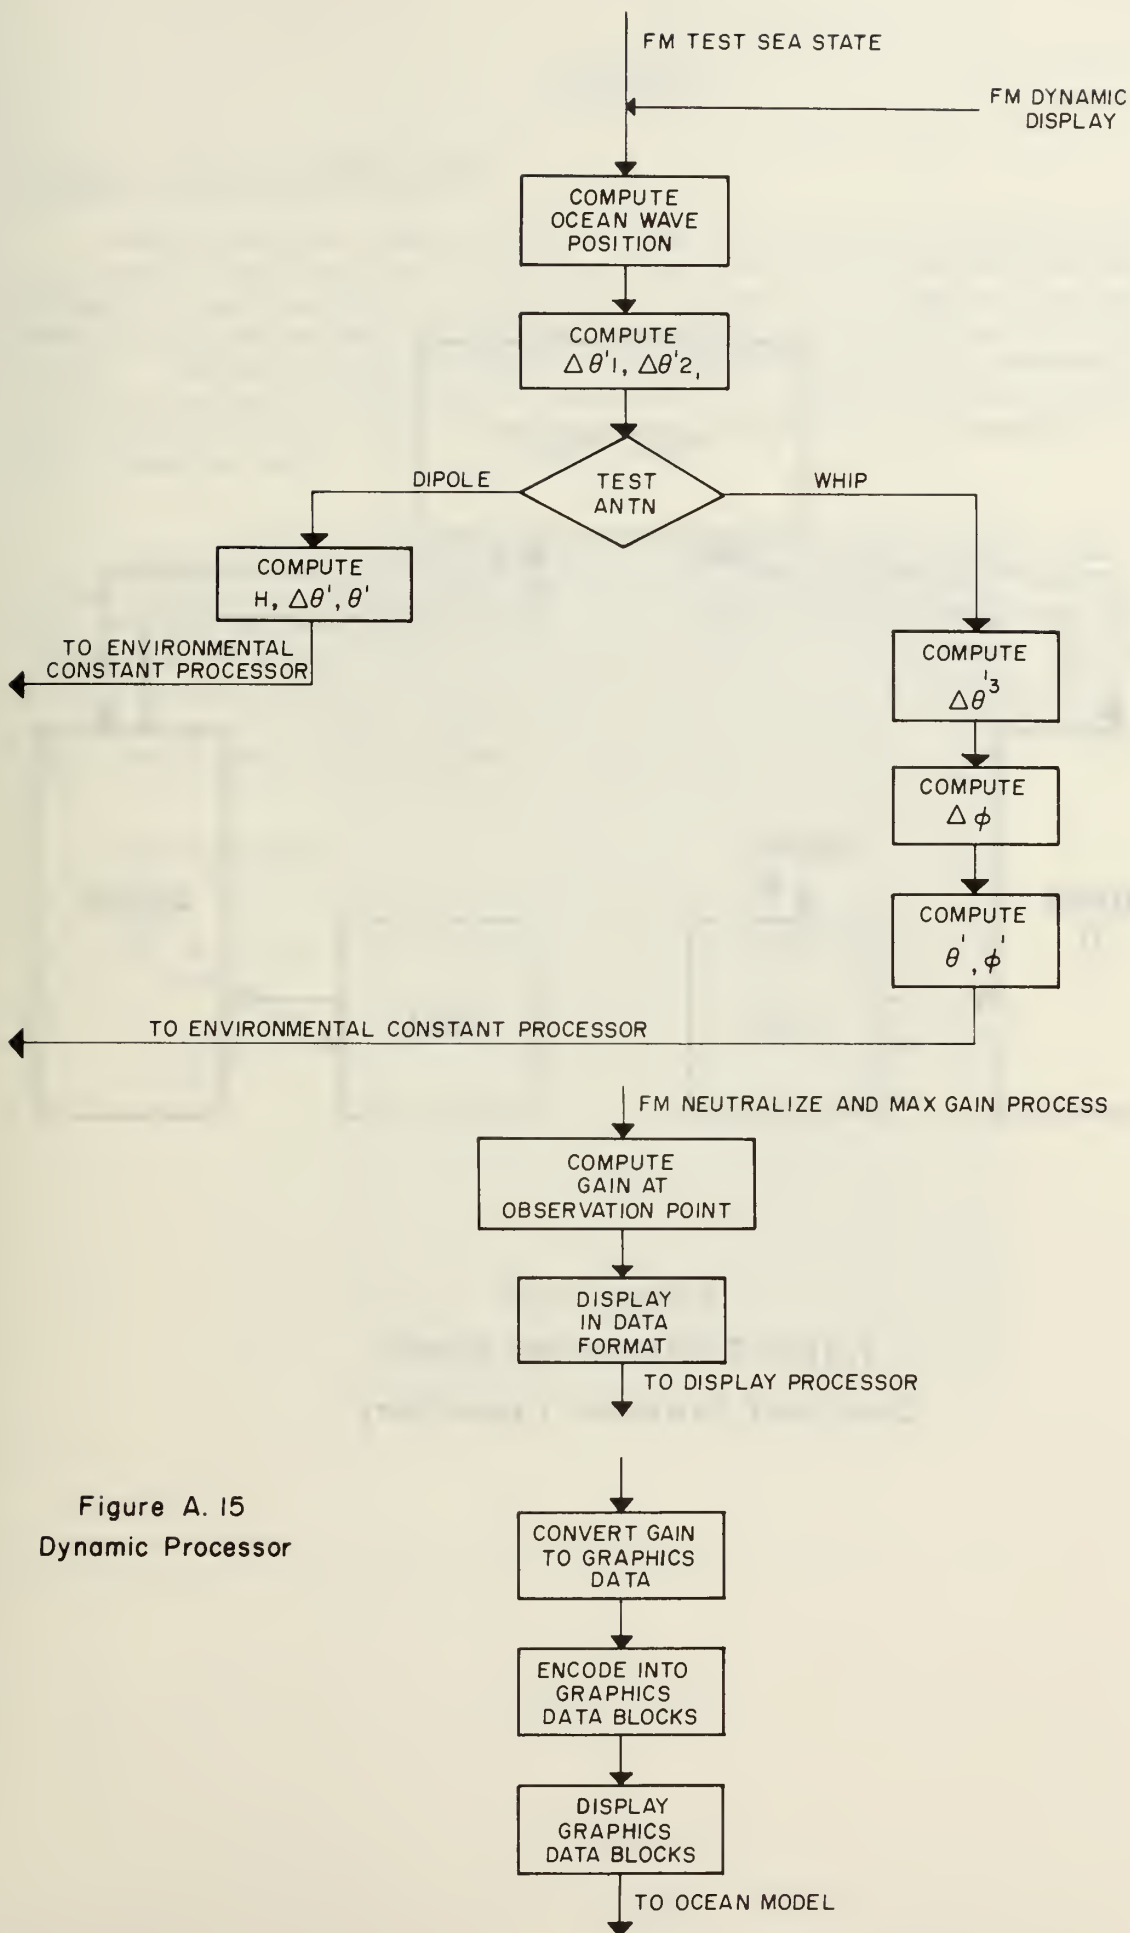 FM TEST SEA STATE
FM DYNAMIC
DISPLAY
COMPUTE
OCEAN WAVE
POSITION
COMPUTE
Δθ'1, Δθ'2,
DIPOLE
TEST
ANTN
WHIP
COMPUTE
H, Δθ', θ'
TO ENVIRONMENTAL
CONSTANT PROCESSOR
COMPUTE
Δθ'3
COMPUTE
Δϕ
COMPUTE
θ', ϕ'
TO ENVIRONMENTAL CONSTANT PROCESSOR
FM NEUTRALIZE AND MAX GAIN PROCESS
COMPUTE
GAIN AT
OBSERVATION POINT
DISPLAY
IN DATA
FORMAT
TO DISPLAY PROCESSOR
Figure A.15
Dynamic Processor
CONVERT GAIN
TO GRAPHICS
DATA
ENCODE INTO
GRAPHICS
DATA BLOCKS
DISPLAY
GRAPHICS
DATA BLOCKS
TO OCEAN MODEL